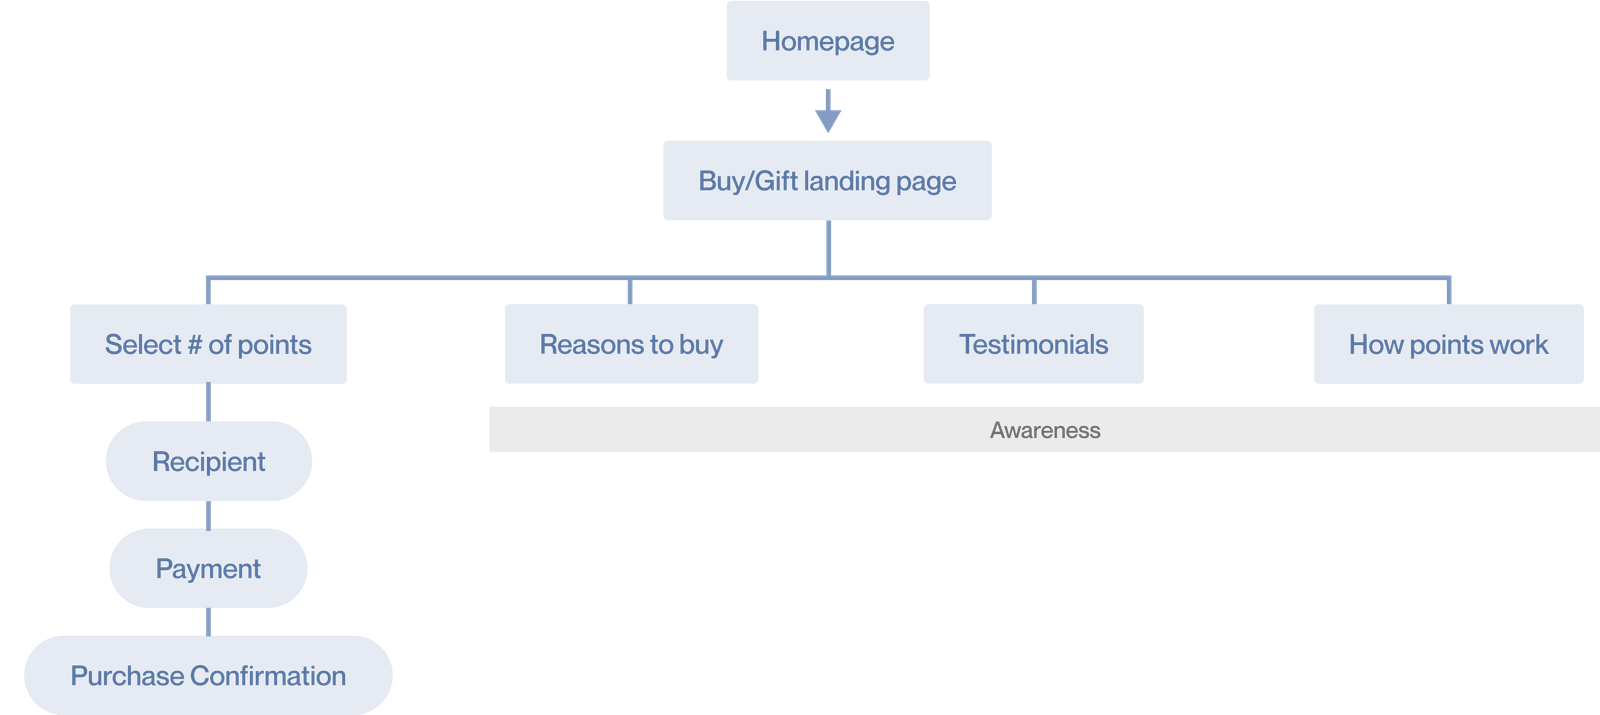 Homepage
Buy/Gift landing page
Select # of points
Reasons to buy
Testimonials
How points work
Awareness
Recipient
Payment
Purchase Confirmation